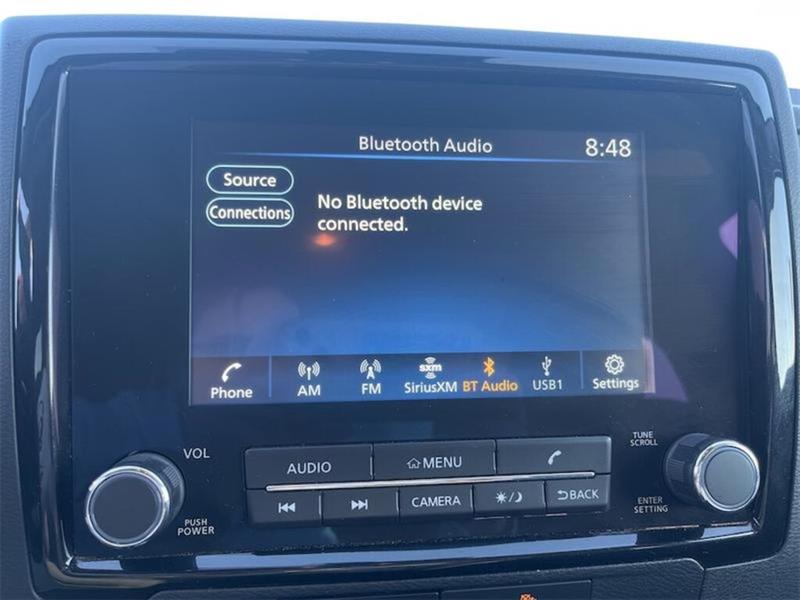 Bluetooth Audio
8:48
Source
Connections
No Bluetooth device
connected.
Phone
AM
FM
sxm
SiriusXM
BT Audio
USB1
Settings
VOL
PUSH
POWER
AUDIO
MENU
CAMERA
BACK
TUNE
SCROLL
ENTER
SETTING